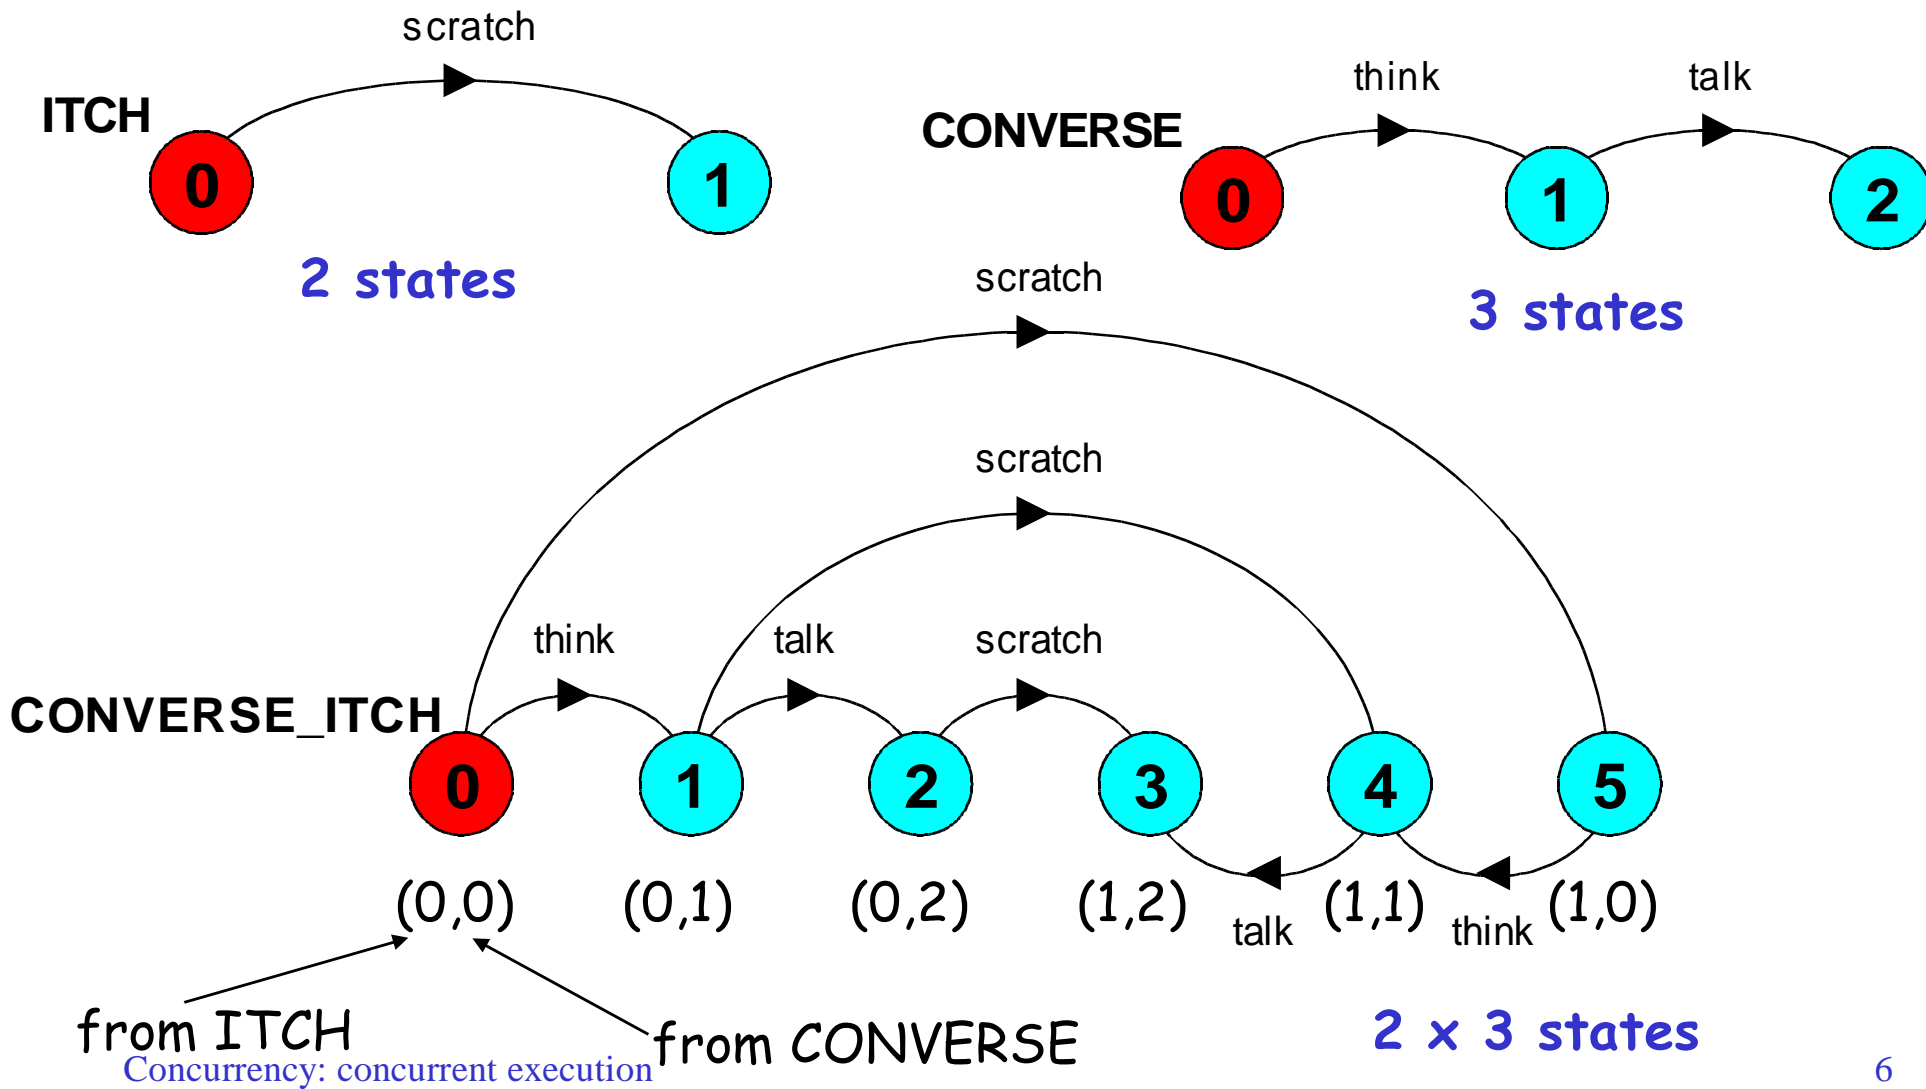 scratch
ITCH
0 1
2 states
think talk
CONVERSE
0 1 2
3 states
scratch
scratch
think talk scratch
CONVERSE_ITCH
0 1 2 3 4 5
(0,0) (0,1) (0,2) (1,2) (1,1) (1,0)
talk think
from ITCH
from CONVERSE
2 x 3 states
Concurrency: concurrent execution
6